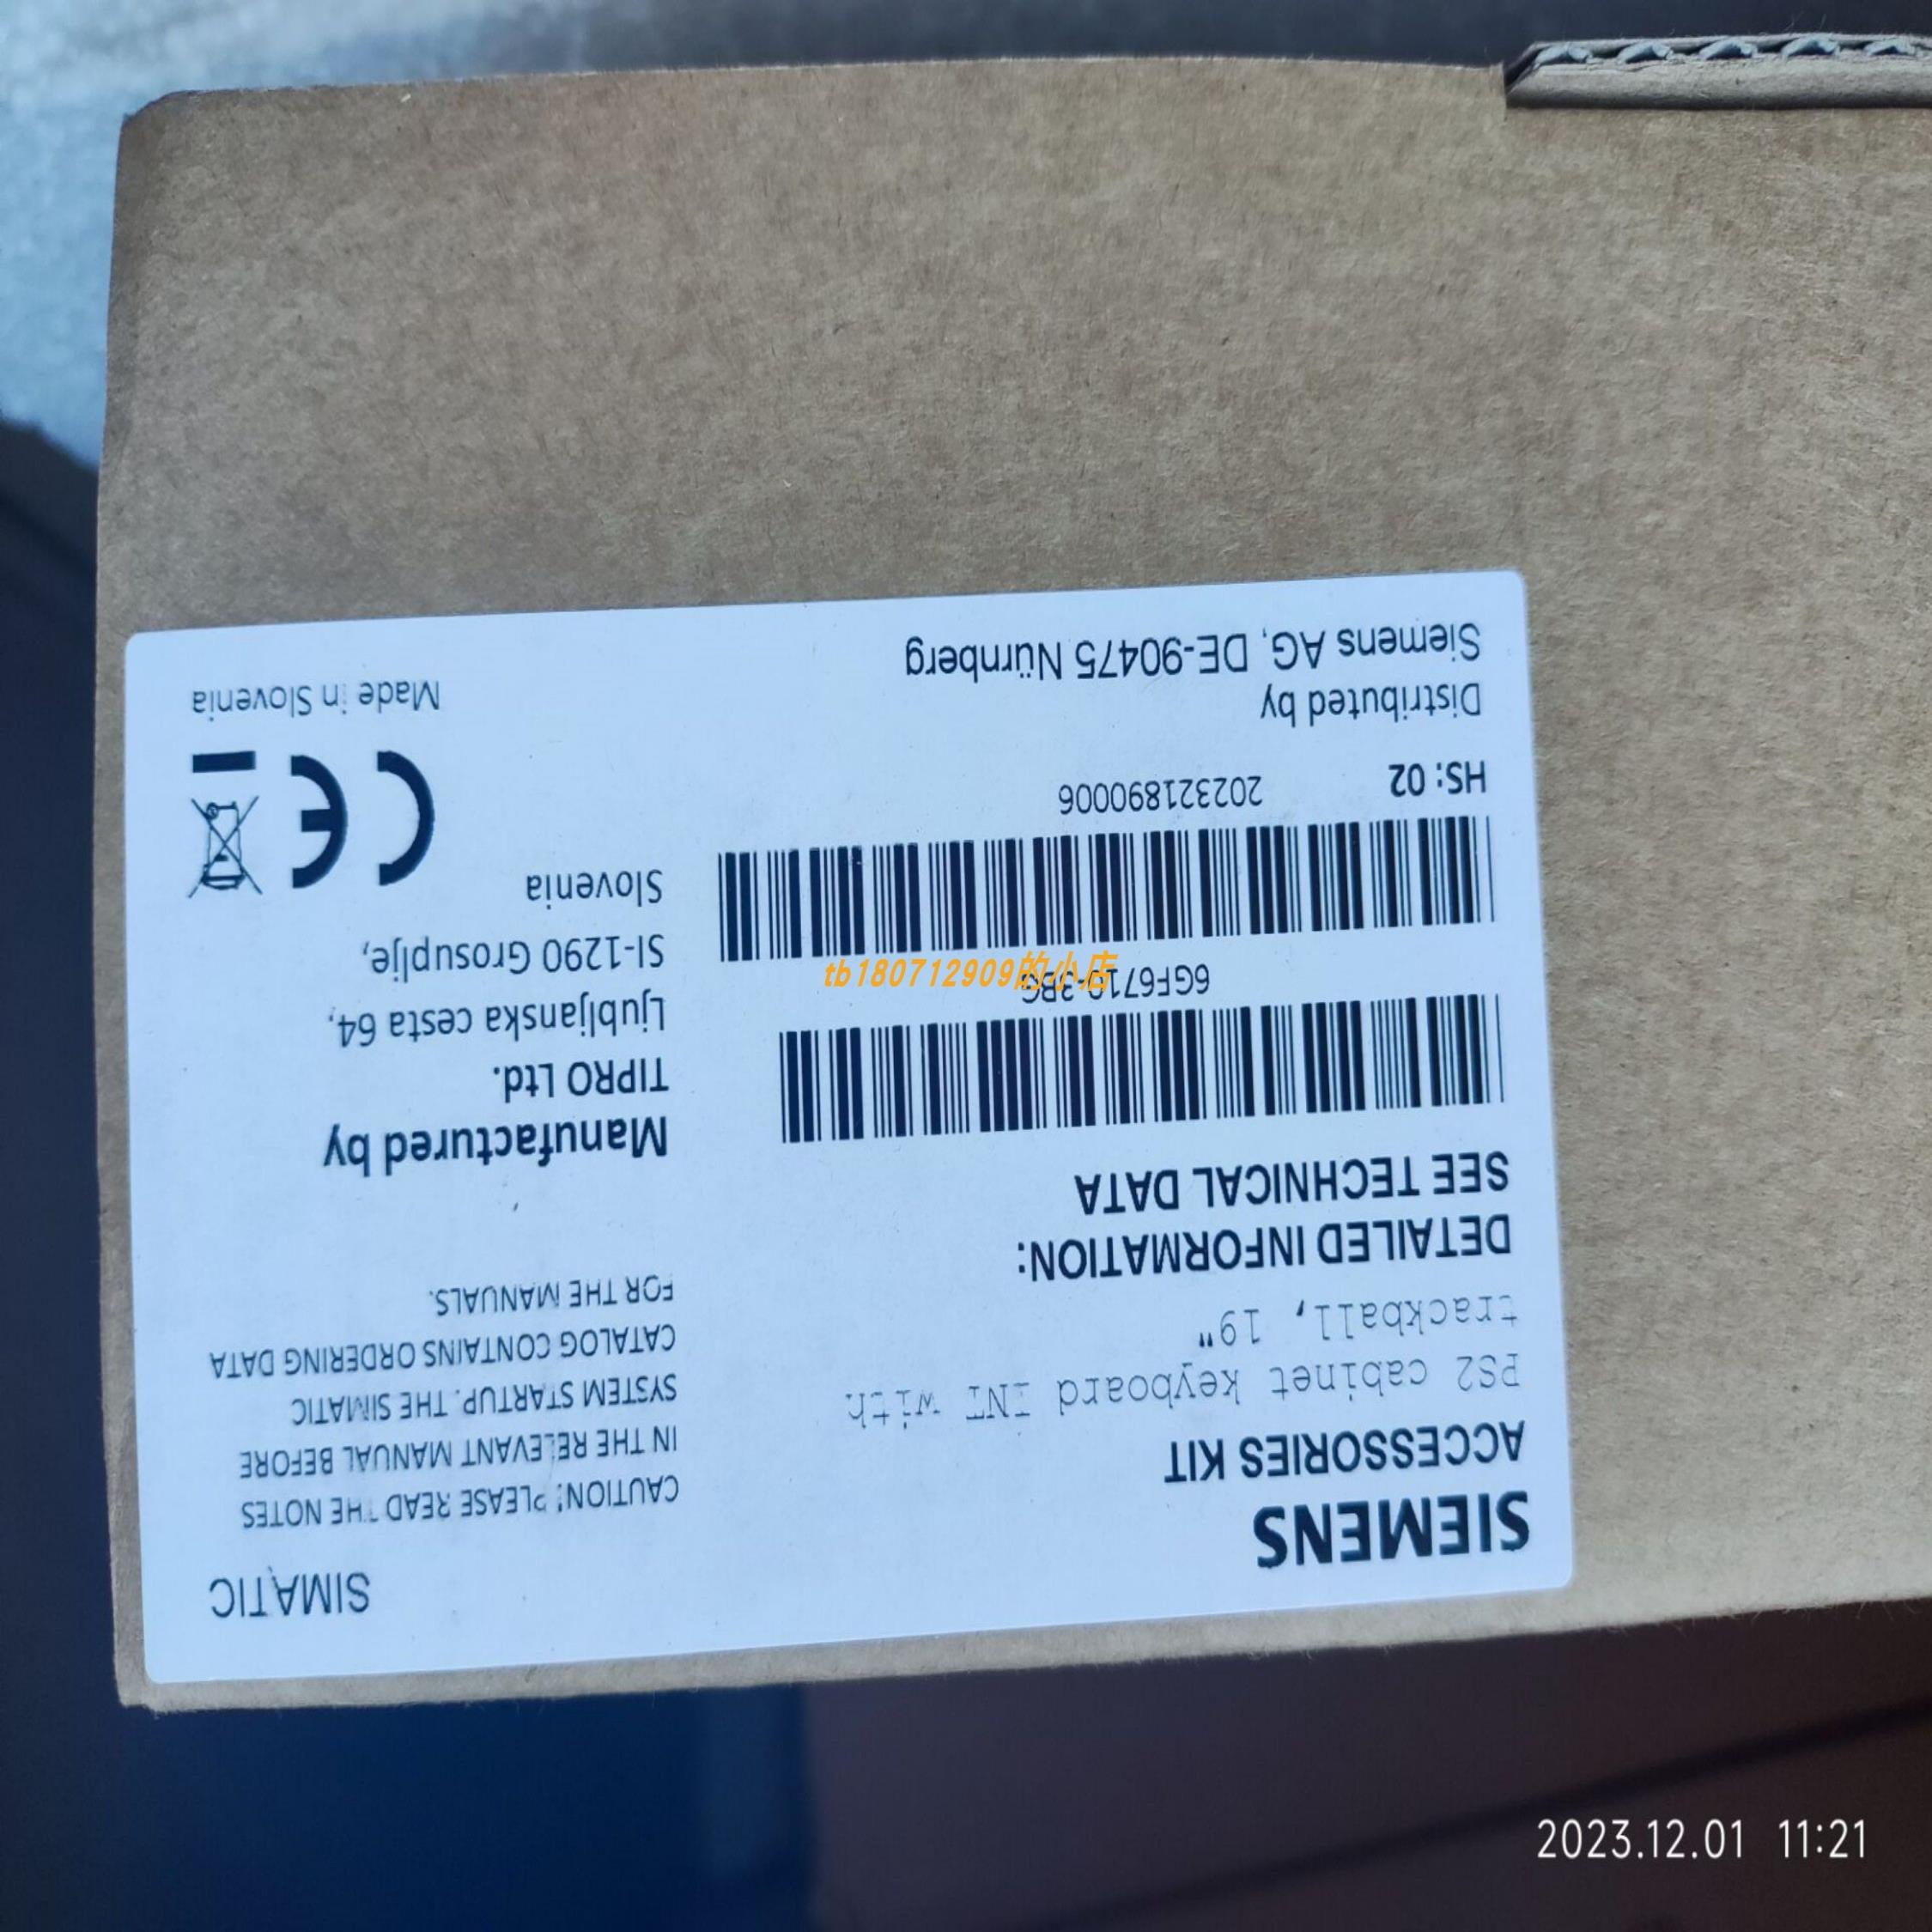 SIEMENS
ACCESSORIES KIT
PS2 cabinet keyboard INT with
trackball, 19"
DETAILED INFORMATION:
SEE TECHNICAL DATA
HS: 02
202321890006
Distributed by
Siemens AG, DE-90475 Nürnberg
SIMATIC
CAUTION! PLEASE READ THE NOTES
IN THE RELEVANT MANUAL BEFORE
SYSTEM STARTUP. THE SIMATIC
CATALOG CONTAINS ORDERING DATA
FOR THE MANUALS.
Manufactured by
TIPRO Ltd.
Ljubljanska cesta 64,
SI-1290 Grosuplje,
Slovenia
CE
Made in Slovenia
tb180712909的小店
2023.12.01 11:21